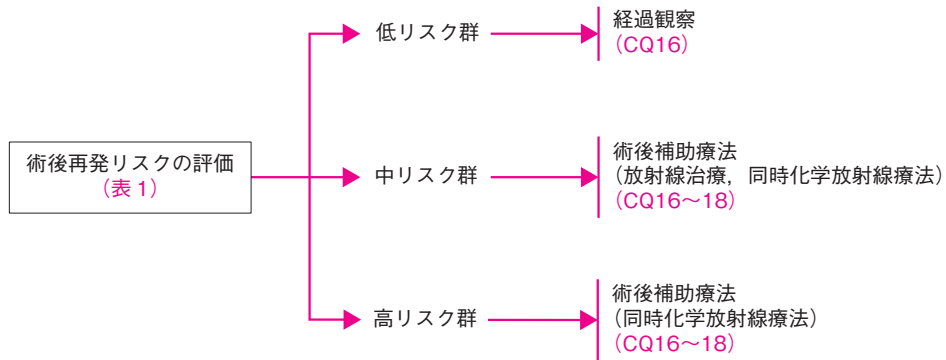 術後再発リスクの評価
（表 1）
低リスク群
経過観察
（CQ16）
中リスク群
術後補助療法
（放射線治療，同時化学放射線療法）
（CQ16～18）
高リスク群
術後補助療法
（同時化学放射線療法）
（CQ16～18）